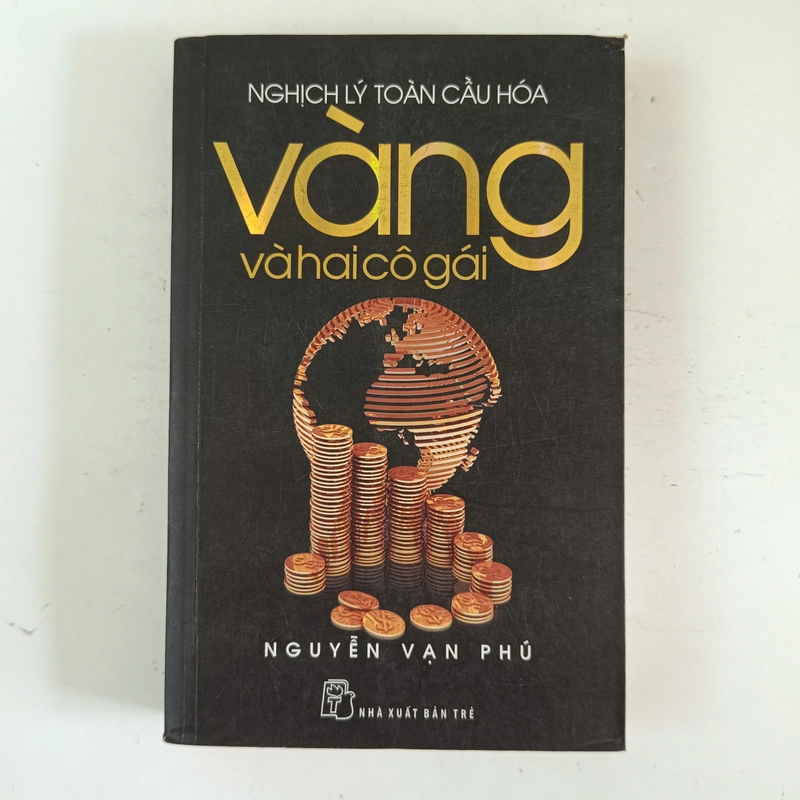 NGHỊCH LÝ TOÀN CẦU HÓA
vàng
và hai cô gái
NGUYỄN VẠN PHÚ
NHÀ XUẤT BẢN TRẺ